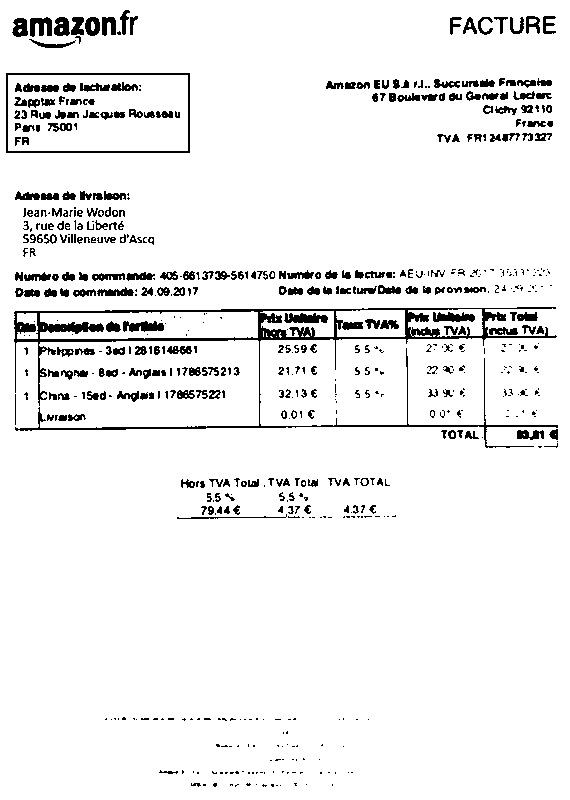 amazon.fr
FACTURE
Adresse de facturation:
Zapptax France
23 Rue Jean Jacques Rousseau
Paris 75001
FR
Amazon EU S.à r.l., Succursale Française
67 Boulevard du General Leclerc
Clichy 92110
France
TVA FR12487773327
Adresse de livraison:
Jean-Marie Wodon
3, rue de la Liberté
59650 Villeneuve d'Ascq
FR
Numéro de la commande: 405-6613739-5614750 Numéro de la facture: AEU-INV-FR-2017
Date de la commande: 24.09.2017 Date de la facture/Date de la provision: 24.09.2017
Qté Description de l'article Prix Unitaire (hors TVA) Taux TVA% Prix Unitaire (inclus TVA) Prix Total (inclus TVA)
1 Philippines - 3ed | 2816148661 25.59 € 5.5 % 27.00 € 27.00 €
1 Shanghai - 8ed - Anglais | 1786575213 21.71 € 5.5 % 22.90 € 22.90 €
1 China - 15ed - Anglais | 1786575221 32.13 € 5.5 % 33.90 € 33.90 €
Livraison 0.01 € 0.01 € 0.01 €
TOTAL 83,81 €
Hors TVA Total TVA Total TVA TOTAL
5.5 % 5.5 %
79.44 € 4.37 € 4.37 €